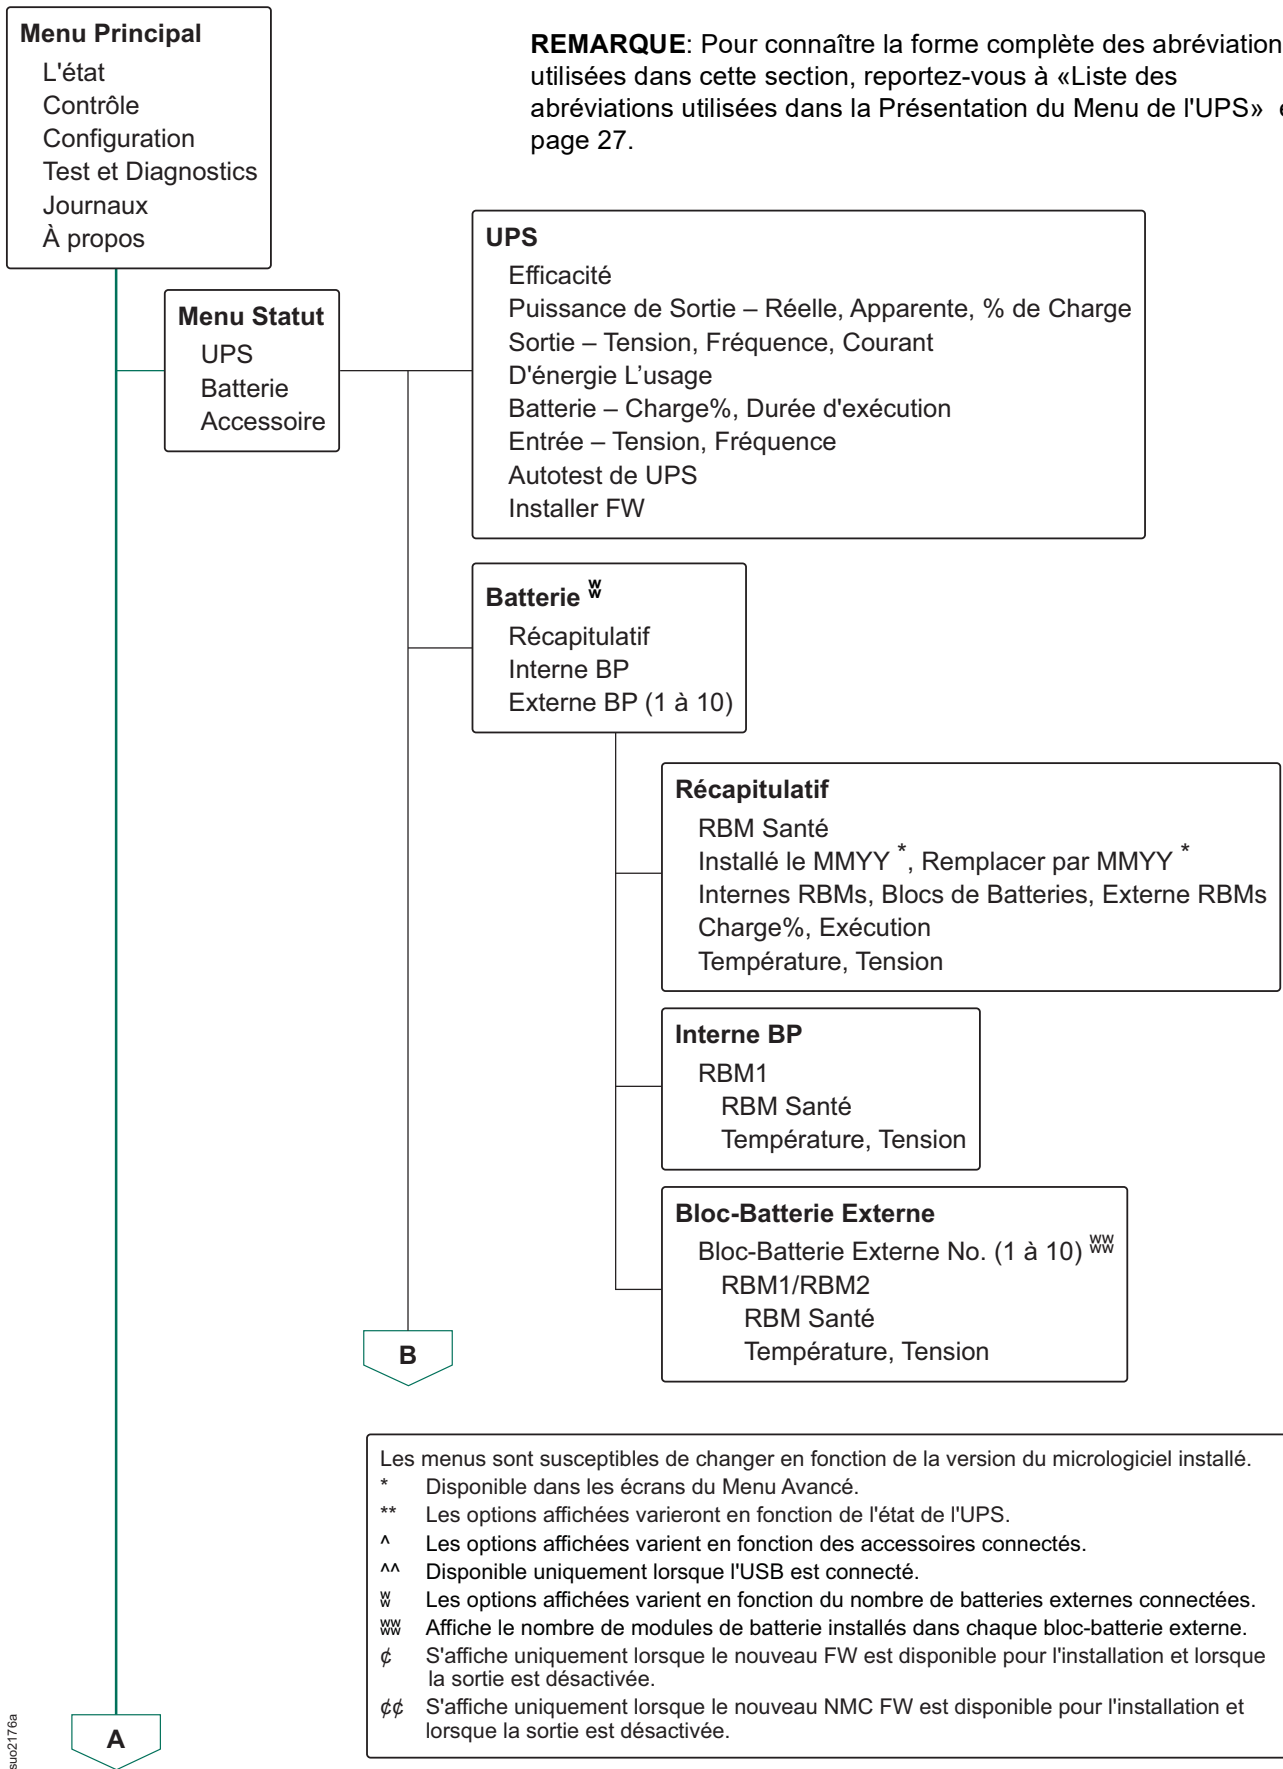 Menu Principal
L'état
Contrôle
Configuration
Test et Diagnostics
Journaux
À propos
REMARQUE: Pour connaître la forme complète des abréviation
utilisées dans cette section, reportez-vous à «Liste des
abréviations utilisées dans la Présentation du Menu de l'UPS»
page 27.
Menu Statut
UPS
Batterie
Accessoire
UPS
Efficacité
Puissance de Sortie – Réelle, Apparente, % de Charge
Sortie – Tension, Fréquence, Courant
D'énergie L’usage
Batterie – Charge%, Durée d'exécution
Entrée – Tension, Fréquence
Autotest de UPS
Installer FW
Batterie ʬ
Récapitulatif
Interne BP
Externe BP (1 à 10)
Récapitulatif
RBM Santé
Installé le MMYY *, Remplacer par MMYY *
Internes RBMs, Blocs de Batteries, Externe RBMs
Charge%, Exécution
Température, Tension
Interne BP
RBM1
RBM Santé
Température, Tension
Bloc-Batterie Externe
Bloc-Batterie Externe No. (1 à 10) ʬʬ
RBM1/RBM2
RBM Santé
Température, Tension
B
Les menus sont susceptibles de changer en fonction de la version du micrologiciel installé.
* Disponible dans les écrans du Menu Avancé.
** Les options affichées varieront en fonction de l'état de l'UPS.
^ Les options affichées varient en fonction des accessoires connectés.
^^ Disponible uniquement lorsque l'USB est connecté.
ʬ Les options affichées varient en fonction du nombre de batteries externes connectées.
ʬʬ Affiche le nombre de modules de batterie installés dans chaque bloc-batterie externe.
¢ S'affiche uniquement lorsque le nouveau FW est disponible pour l'installation et lorsque
la sortie est désactivée.
¢¢ S'affiche uniquement lorsque le nouveau NMC FW est disponible pour l'installation et
lorsque la sortie est désactivée.
A
suo2176a